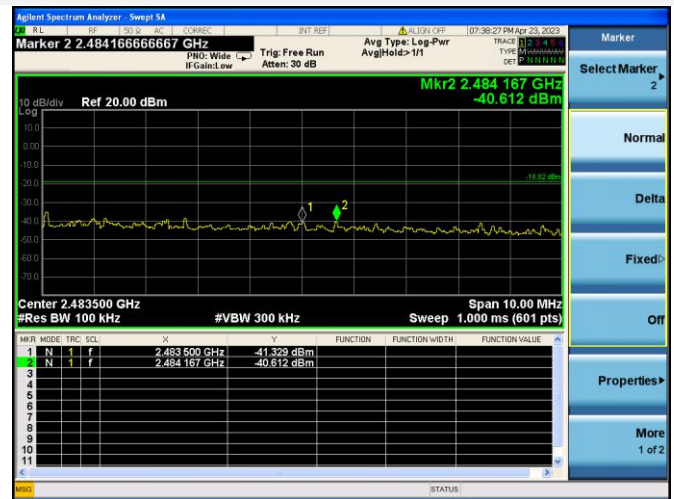 Agilent Spectrum Analyzer - Swept SA
RL RF 50 Ω AC CORREC INT REF ALIGN OFF 07:38:27 PM Apr 23, 2023
Marker 2 2.484166666667 GHz
PNO: Wide Trig: Free Run Avg Type: Log-Pwr TRACE 1 2 3 4 5 6
IFGain:Low Atten: 30 dB Avg|Hold>1/1 TYPE M
DET P N N N N N
Mkr2 2.484 167 GHz
-40.612 dBm
10 dB/div Ref 20.00 dBm
Log
10.0
0.00
-10.0
-18.82 dBm
-20.0
-30.0
1 2
-40.0
-50.0
-60.0
-70.0
Center 2.483500 GHz Span 10.00 MHz
#Res BW 100 kHz #VBW 300 kHz Sweep 1.000 ms (601 pts)
MKR MODE TRC SCL X Y FUNCTION FUNCTION WIDTH FUNCTION VALUE
1 N 1 f 2.483 500 GHz -41.329 dBm
2 N 1 f 2.484 167 GHz -40.612 dBm
3
4
5
6
7
8
9
10
11
MSG STATUS
Marker
Select Marker
2
Normal
Delta
Fixed
Off
Properties
More
1 of 2